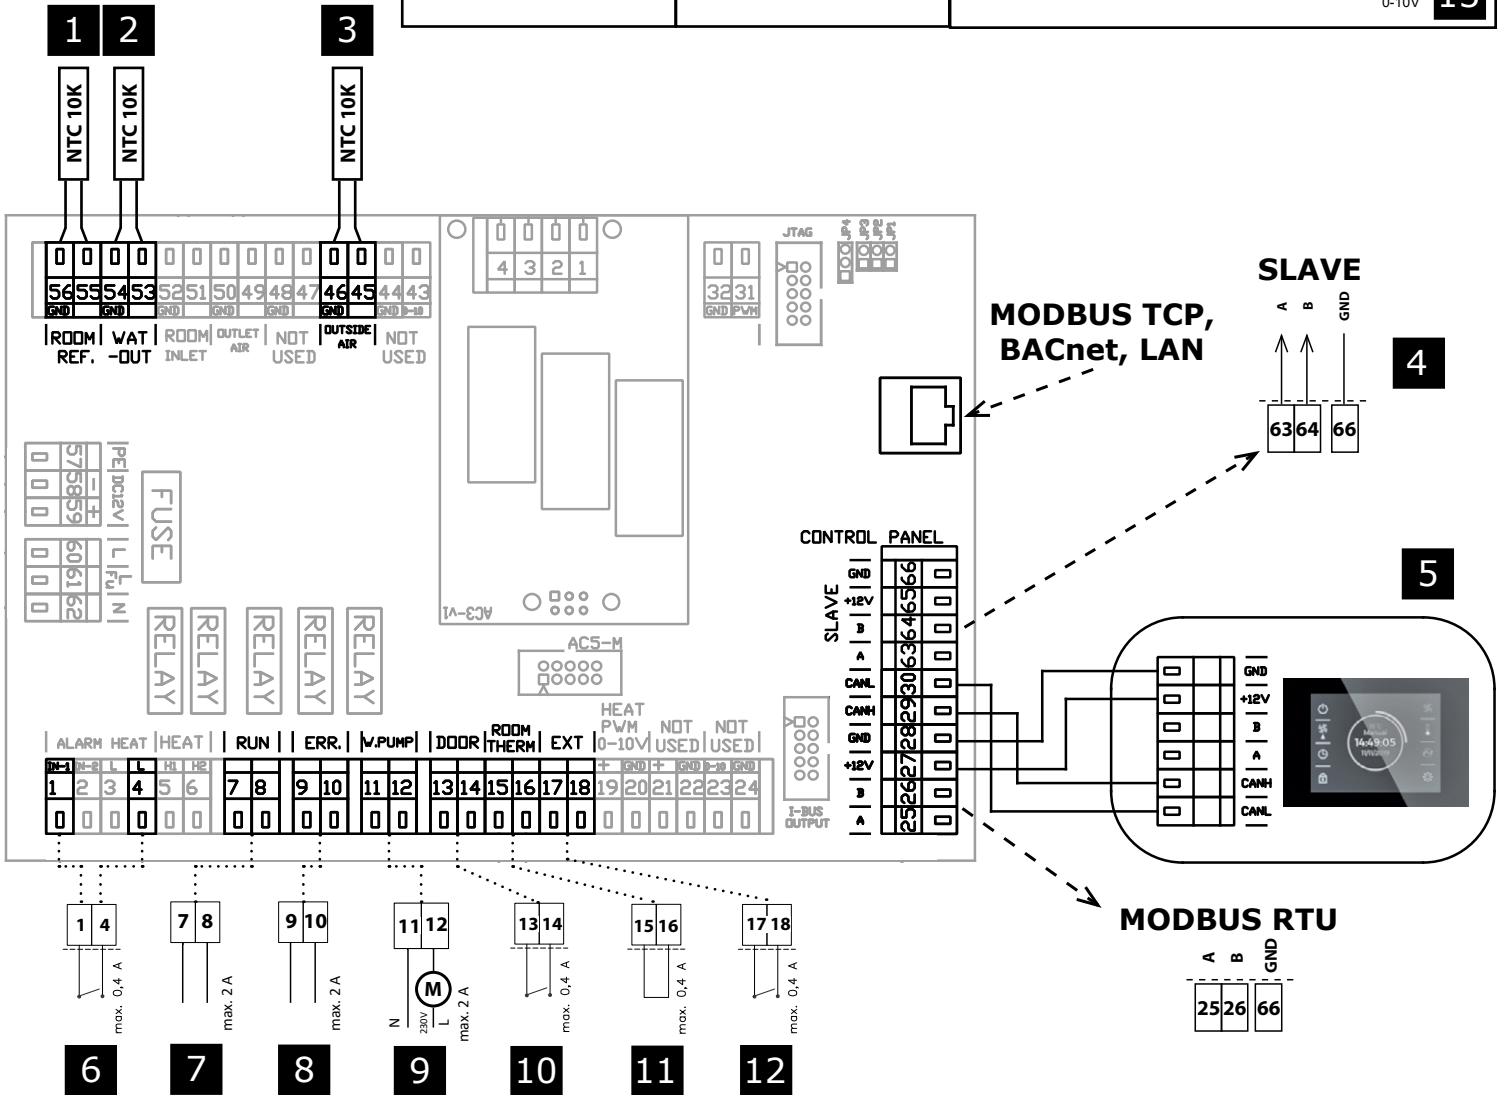 0-10V 13
1 2 3
NTC 10K
NTC 10K
NTC 10K
4 3 2 1
JTAG
JP4
JP3
JP2
JP1
56 55 54 53 52 51 50 49 48 47 46 45 44 43
GND GND GND GND GND GND GND 0-10
ROOM REF.
WAT -OUT
ROOM INLET
OUTLET AIR
NOT USED
OUTSIDE AIR
NOT USED
32 31
GND PWM
MODBUS TCP,
BACnet, LAN
SLAVE
A B GND
63 64 66
4
57 58 59
PE - +
DC12V
60 61 62
L L Fu N
FUSE
RELAY
RELAY
RELAY
RELAY
RELAY
AC3-v1
AC5-M
CONTROL PANEL
SLAVE
GND 66
+12V 65
B 64
A 63
CANL 30
CANH 29
GND 28
+12V 27
B 26
A 25
5
GND
+12V
B
A
CANH
CANL
Manual
14:49:05
ALARM HEAT HEAT RUN ERR. W.PUMP DOOR
ROOM THERM
EXT
HEAT PWM 0-10V
NOT USED
NOT USED
IN-1 IN-2 L L H1 H2 + GND + GND 0-10 GND
1 2 3 4 5 6 7 8 9 10 11 12 13 14 15 16 17 18 19 20 21 22 23 24
I-BUS
OUTPUT
1 4
max. 0,4 A
7 8
max. 2 A
9 10
max. 2 A
11 12
M
N 230V L
max. 2 A
13 14
max. 0,4 A
15 16
max. 0,4 A
17 18
max. 0,4 A
MODBUS RTU
A B GND
25 26 66
6 7 8 9 10 11 12